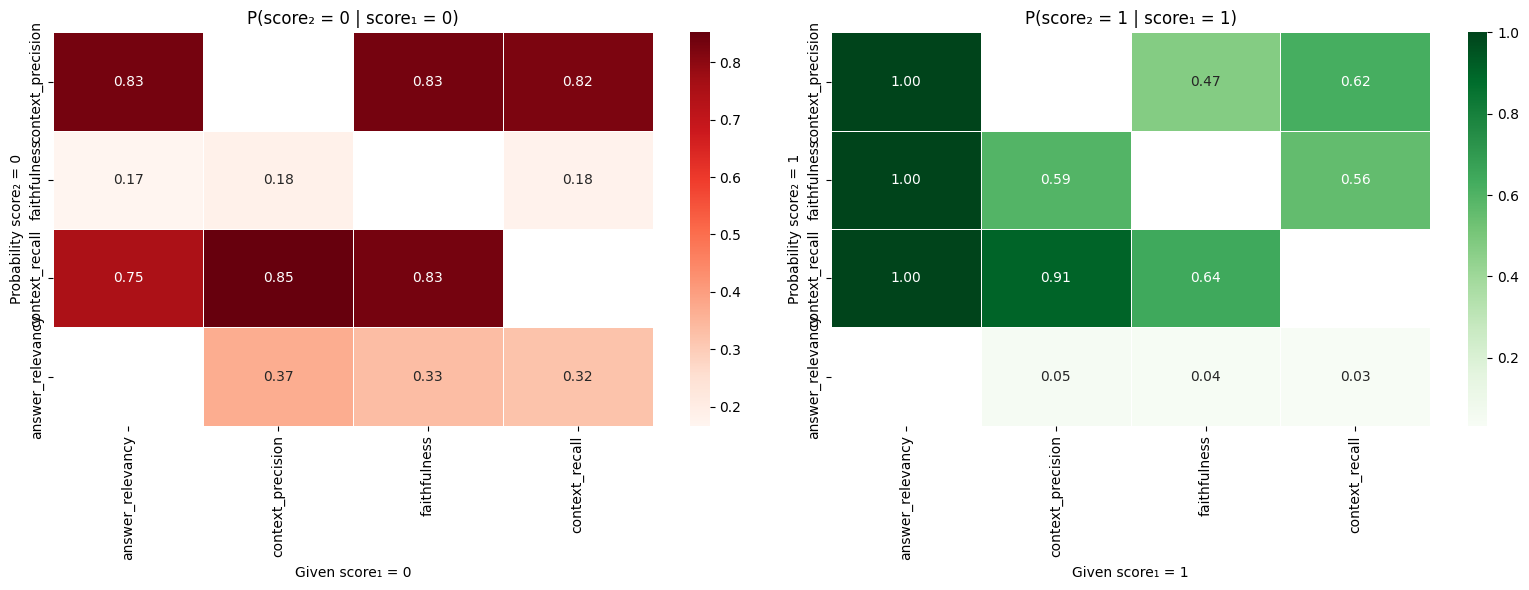 P(score₂ = 0 | score₁ = 0)
Probability score₂ = 0
context_precision
faithfulness
context_recall
answer_relevancy
0.83 0.83 0.82
0.17 0.18 0.18
0.75 0.85 0.83
0.37 0.33 0.32
answer_relevancy
context_precision
faithfulness
context_recall
Given score₁ = 0
0.8
0.7
0.6
0.5
0.4
0.3
0.2
P(score₂ = 1 | score₁ = 1)
Probability score₂ = 1
context_precision
faithfulness
context_recall
answer_relevancy
1.00 0.47 0.62
1.00 0.59 0.56
1.00 0.91 0.64
0.05 0.04 0.03
answer_relevancy
context_precision
faithfulness
context_recall
Given score₁ = 1
1.0
0.8
0.6
0.4
0.2